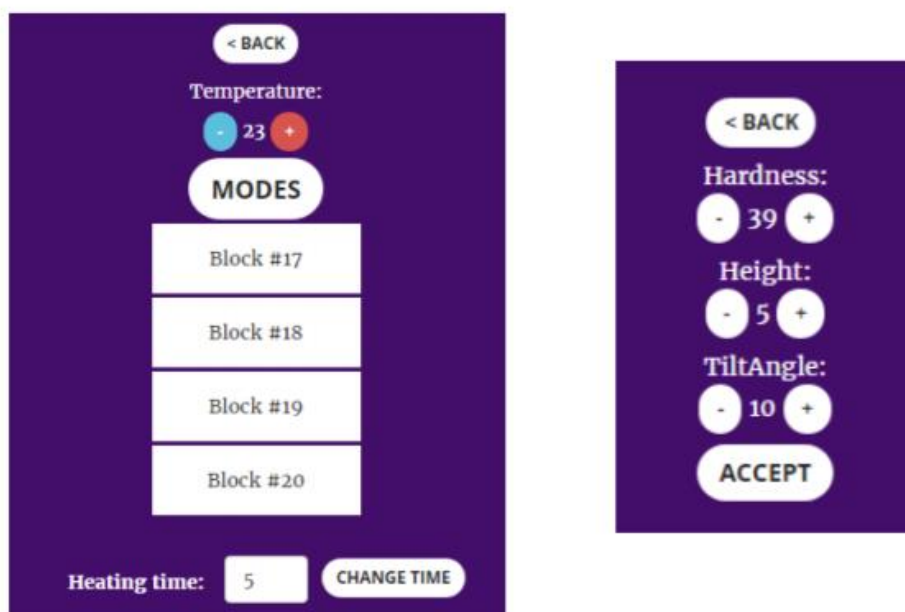 < BACK
Temperature:
- 23 +
MODES
Block #17
Block #18
Block #19
Block #20
Heating time: 5 CHANGE TIME
< BACK
Hardness:
- 39 +
Height:
- 5 +
TiltAngle:
- 10 +
ACCEPT